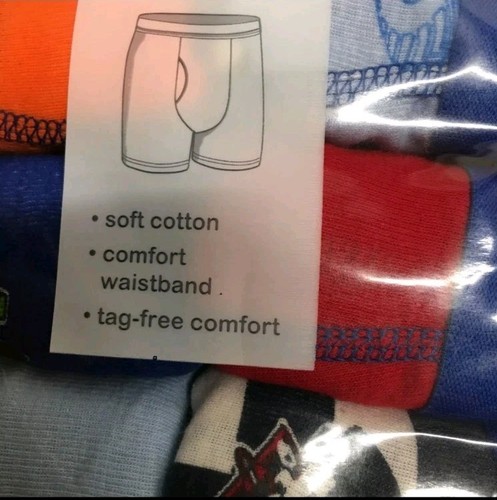 • soft cotton
• comfort
waistband .
• tag-free comfort